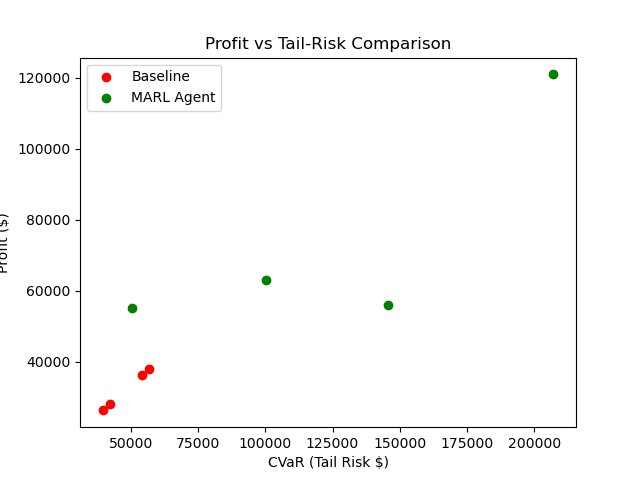 Profit vs Tail-Risk Comparison
Baseline
MARL Agent
120000
100000
80000
60000
40000
Profit ($)
50000 75000 100000 125000 150000 175000 200000
CVaR (Tail Risk $)